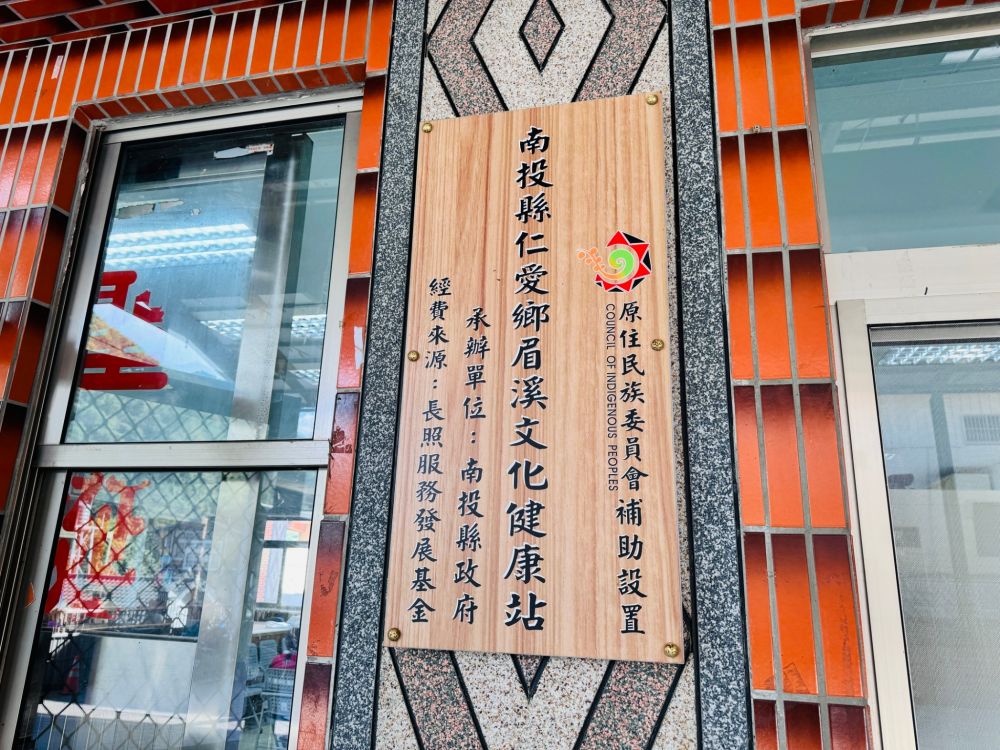 原住民族委員會 補助設置
COUNCIL OF INDIGENOUS PEOPLES
南投縣仁愛鄉眉溪文化健康站
承辦單位：南投縣政府
經費來源：長照服務發展基金